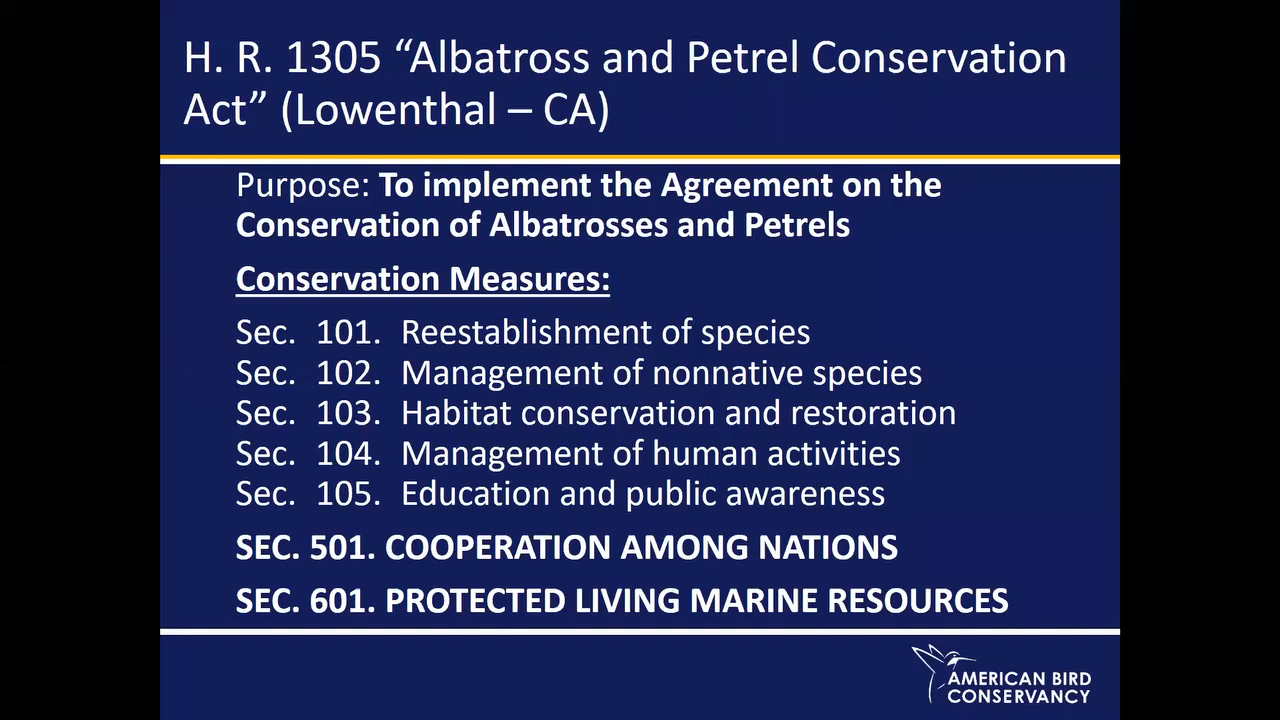 H. R. 1305 “Albatross and Petrel Conservation
Act” (Lowenthal – CA)
Purpose: To implement the Agreement on the
Conservation of Albatrosses and Petrels
Conservation Measures:
Sec. 101. Reestablishment of species
Sec. 102. Management of nonnative species
Sec. 103. Habitat conservation and restoration
Sec. 104. Management of human activities
Sec. 105. Education and public awareness
SEC. 501. COOPERATION AMONG NATIONS
SEC. 601. PROTECTED LIVING MARINE RESOURCES
AMERICAN BIRD
CONSERVANCY